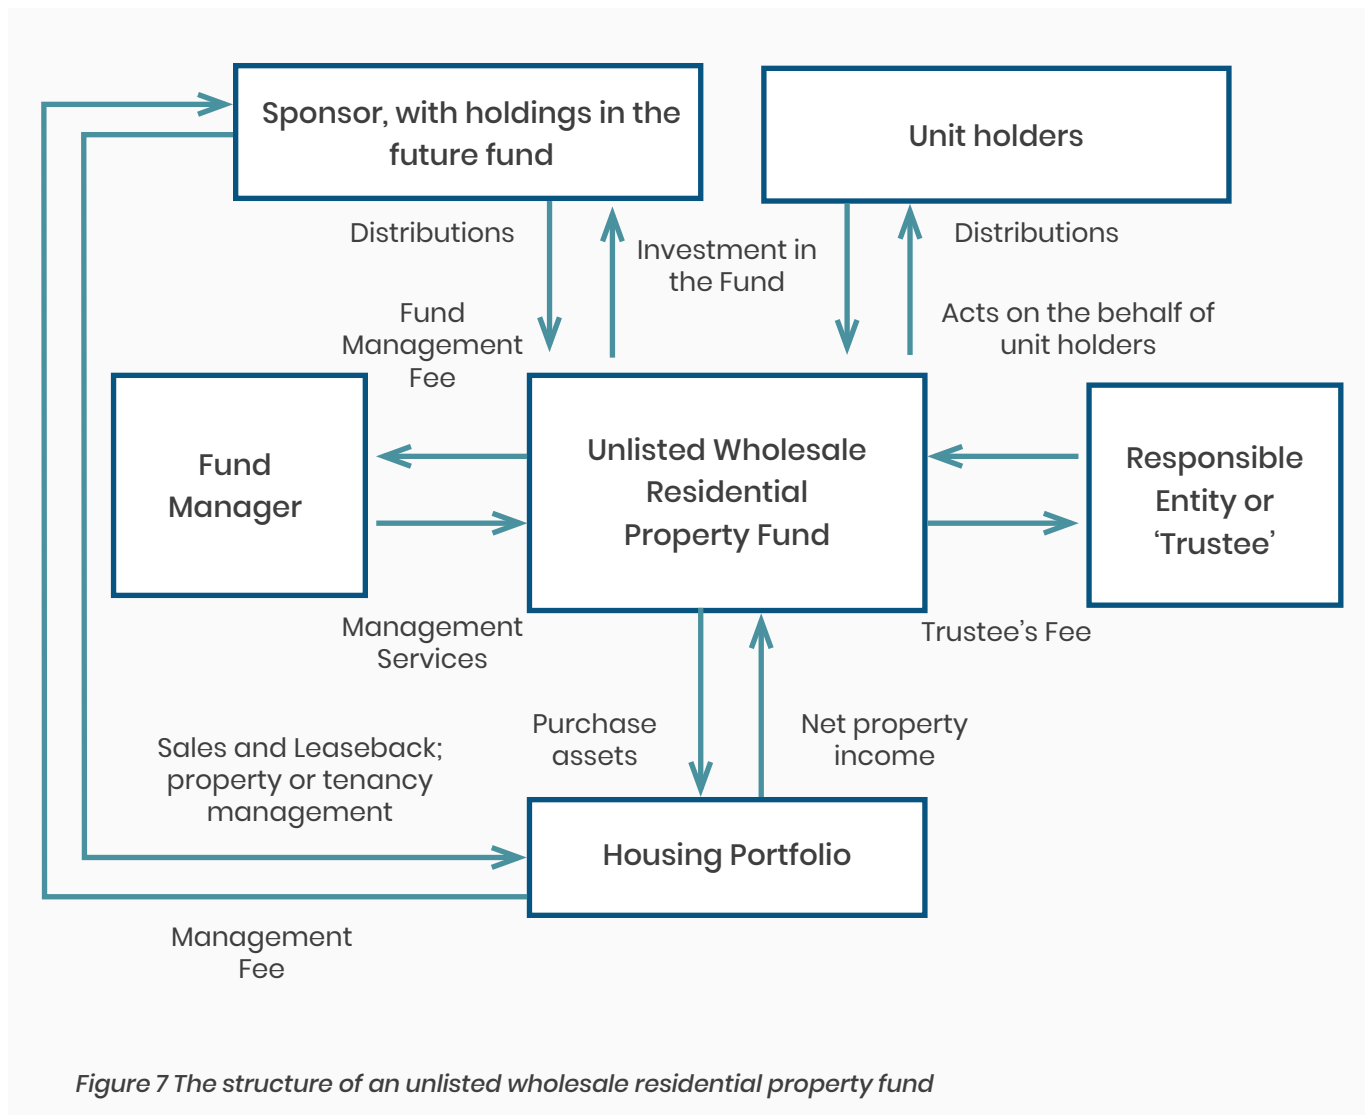 Sponsor, with holdings in the
future fund
Unit holders
Distributions
Investment in
the Fund
Distributions
Fund
Management
Fee
Acts on the behalf of
unit holders
Fund
Manager
Unlisted Wholesale
Residential
Property Fund
Responsible
Entity or
‘Trustee’
Management
Services
Trustee’s Fee
Purchase
assets
Net property
income
Sales and Leaseback;
property or tenancy
management
Housing Portfolio
Management
Fee
Figure 7 The structure of an unlisted wholesale residential property fund